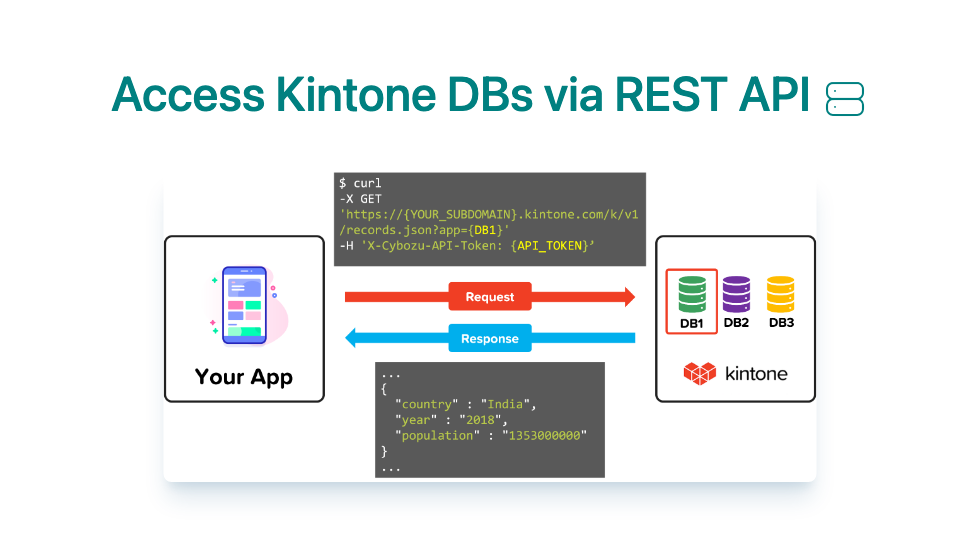 Access Kintone DBs via REST API
$ curl
-X GET
'https://{YOUR_SUBDOMAIN}.kintone.com/k/v1
/records.json?app={DB1}'
-H 'X-Cybozu-API-Token: {API_TOKEN}’
Request
Response
Your App
DB1 DB2 DB3
kintone
...
{
"country" : "India",
"year" : "2018",
"population" : "1353000000"
}
...